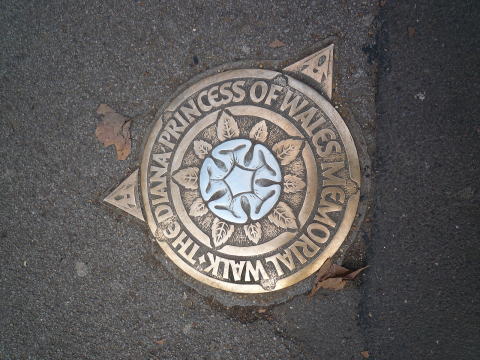 THE DIANA PRINCESS OF WALES MEMORIAL WALK